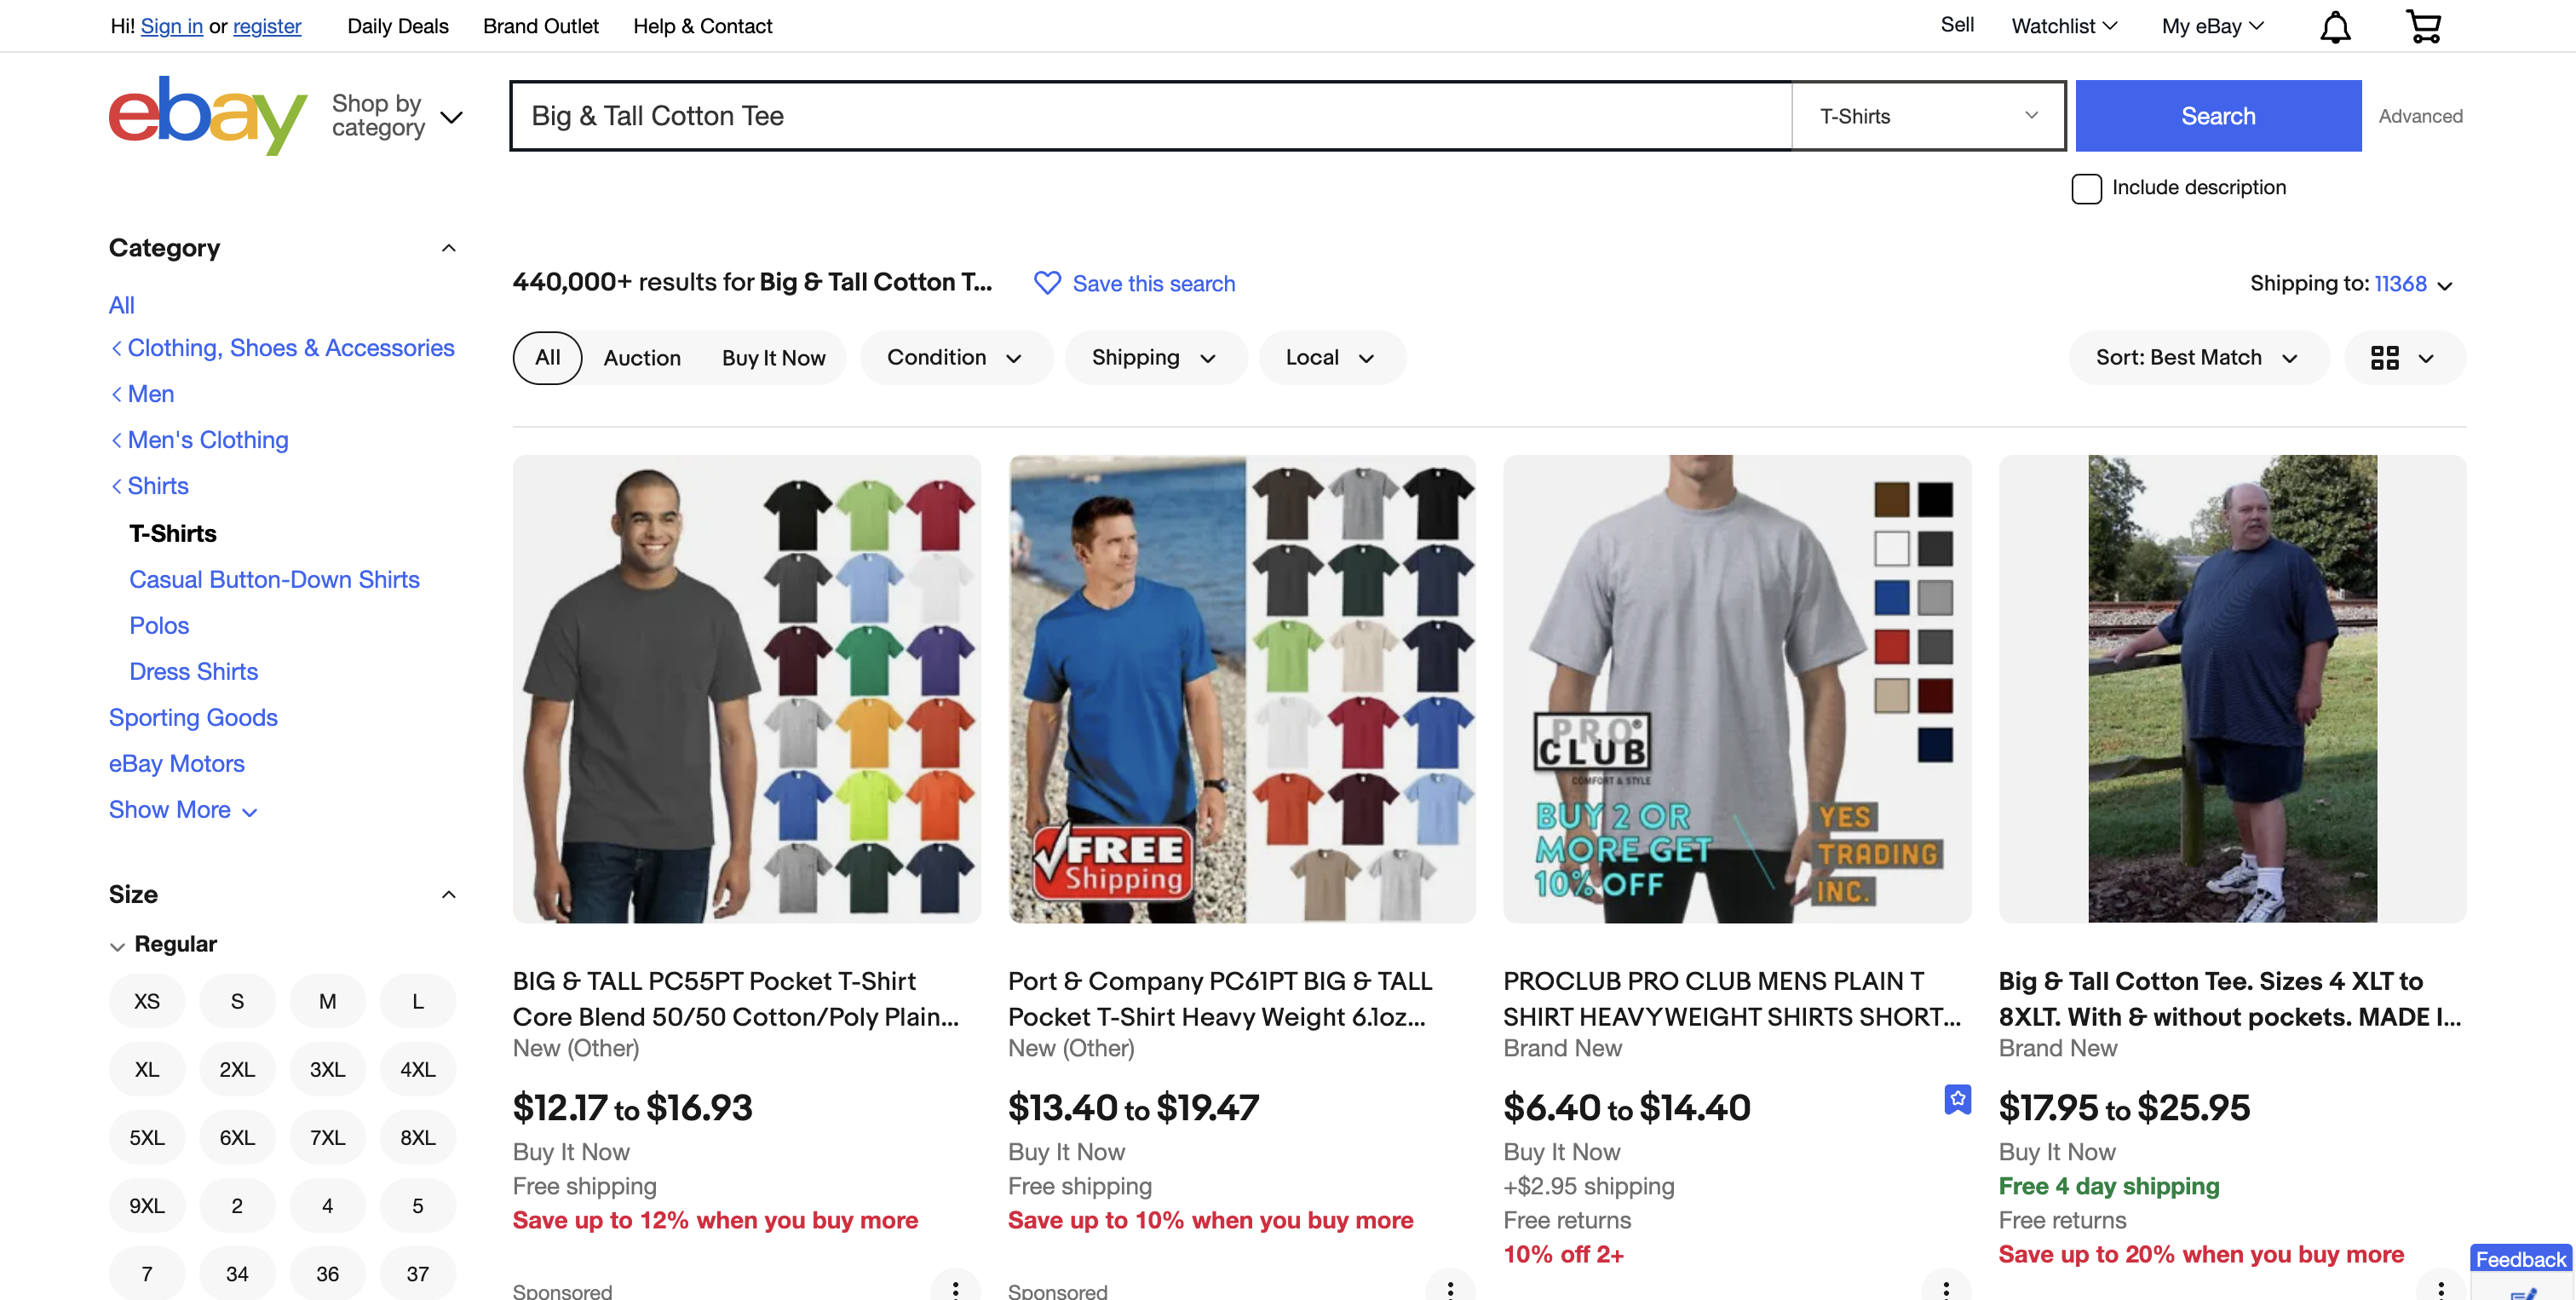 Hi! Sign in or register Daily Deals Brand Outlet Help & Contact Sell Watchlist My eBay
ebay
Shop by
category
Big & Tall Cotton Tee
T-Shirts
Search
Advanced
Include description
Category
All
Clothing, Shoes & Accessories
Men
Men's Clothing
Shirts
T-Shirts
Casual Button-Down Shirts
Polos
Dress Shirts
Sporting Goods
eBay Motors
Show More
Size
Regular
XS S M L
XL 2XL 3XL 4XL
5XL 6XL 7XL 8XL
9XL 2 4 5
7 34 36 37
440,000+ results for Big & Tall Cotton T...
Save this search
Shipping to: 11368
All Auction Buy It Now Condition Shipping Local
Sort: Best Match
BIG & TALL PC55PT Pocket T-Shirt
Core Blend 50/50 Cotton/Poly Plain...
New (Other)
$12.17 to $16.93
Buy It Now
Free shipping
Save up to 12% when you buy more
Sponsored
FREE
Shipping
Port & Company PC61PT BIG & TALL
Pocket T-Shirt Heavy Weight 6.1oz...
New (Other)
$13.40 to $19.47
Buy It Now
Free shipping
Save up to 10% when you buy more
Sponsored
PRO®
CLUB
COMFORT & STYLE
BUY 2 OR
MORE GET
10% OFF
YES
TRADING
INC.
PROCLUB PRO CLUB MENS PLAIN T
SHIRT HEAVYWEIGHT SHIRTS SHORT...
Brand New
$6.40 to $14.40
Buy It Now
+$2.95 shipping
Free returns
10% off 2+
Big & Tall Cotton Tee. Sizes 4 XLT to
8XLT. With & without pockets. MADE I...
Brand New
$17.95 to $25.95
Buy It Now
Free 4 day shipping
Free returns
Save up to 20% when you buy more
Feedback